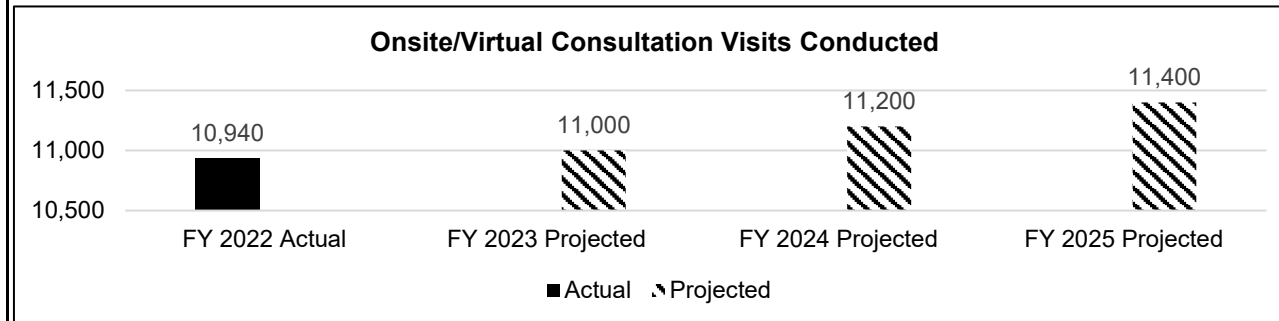 Onsite/Virtual Consultation Visits Conducted
11,500
11,000
10,500
10,940
11,000
11,200
11,400
FY 2022 Actual
FY 2023 Projected
FY 2024 Projected
FY 2025 Projected
Actual
Projected